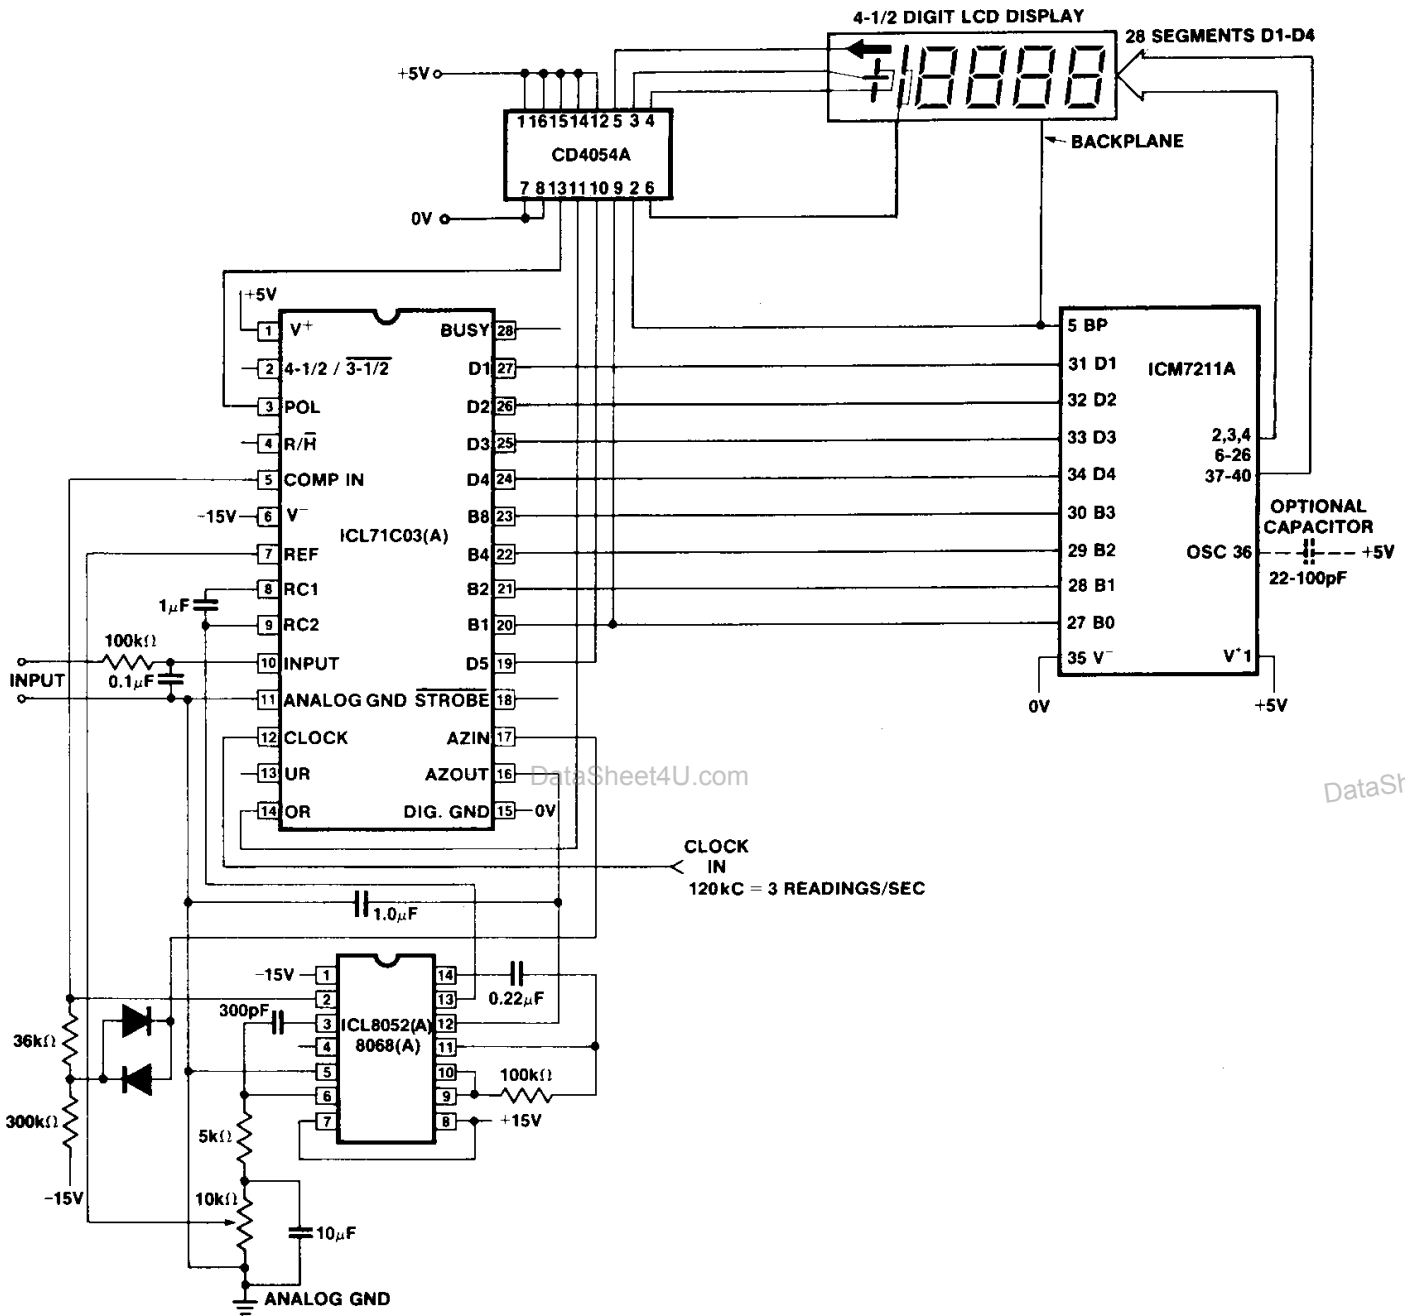 4-1/2 DIGIT LCD DISPLAY
28 SEGMENTS D1-D4
+5V
1 16 15 14 12 5 3 4
CD4054A
BACKPLANE
7 8 13 11 10 9 2 6
0V
+5V
1 V+
BUSY 28
5 BP
2 4-1/2 / 3-1/2
D1 27
31 D1
ICM7211A
3 POL
D2 26
32 D2
4 R/H
D3 25
33 D3
2,3,4
6-26
37-40
5 COMP IN
D4 24
34 D4
-15V
6 V-
ICL71C03(A)
B8 23
30 B3
OPTIONAL
CAPACITOR
7 REF
B4 22
29 B2
OSC 36
+5V
22-100pF
8 RC1
B2 21
28 B1
1μF
9 RC2
B1 20
27 B0
100kΩ
10 INPUT
D5 19
35 V-
V+1
INPUT
0.1μF
11 ANALOG GND
STROBE 18
0V
+5V
12 CLOCK
AZIN 17
13 UR
AZOUT 16
DataSheet4U.com
DataSh
14 OR
DIG. GND 15
0V
CLOCK
IN
120kC = 3 READINGS/SEC
1.0μF
-15V
1
14
0.22μF
2
13
300pF
3
ICL8052(A)
12
36kΩ
4
8068(A)
11
5
10
100kΩ
6
9
300kΩ
7
8
+15V
5kΩ
-15V
10kΩ
10μF
ANALOG GND